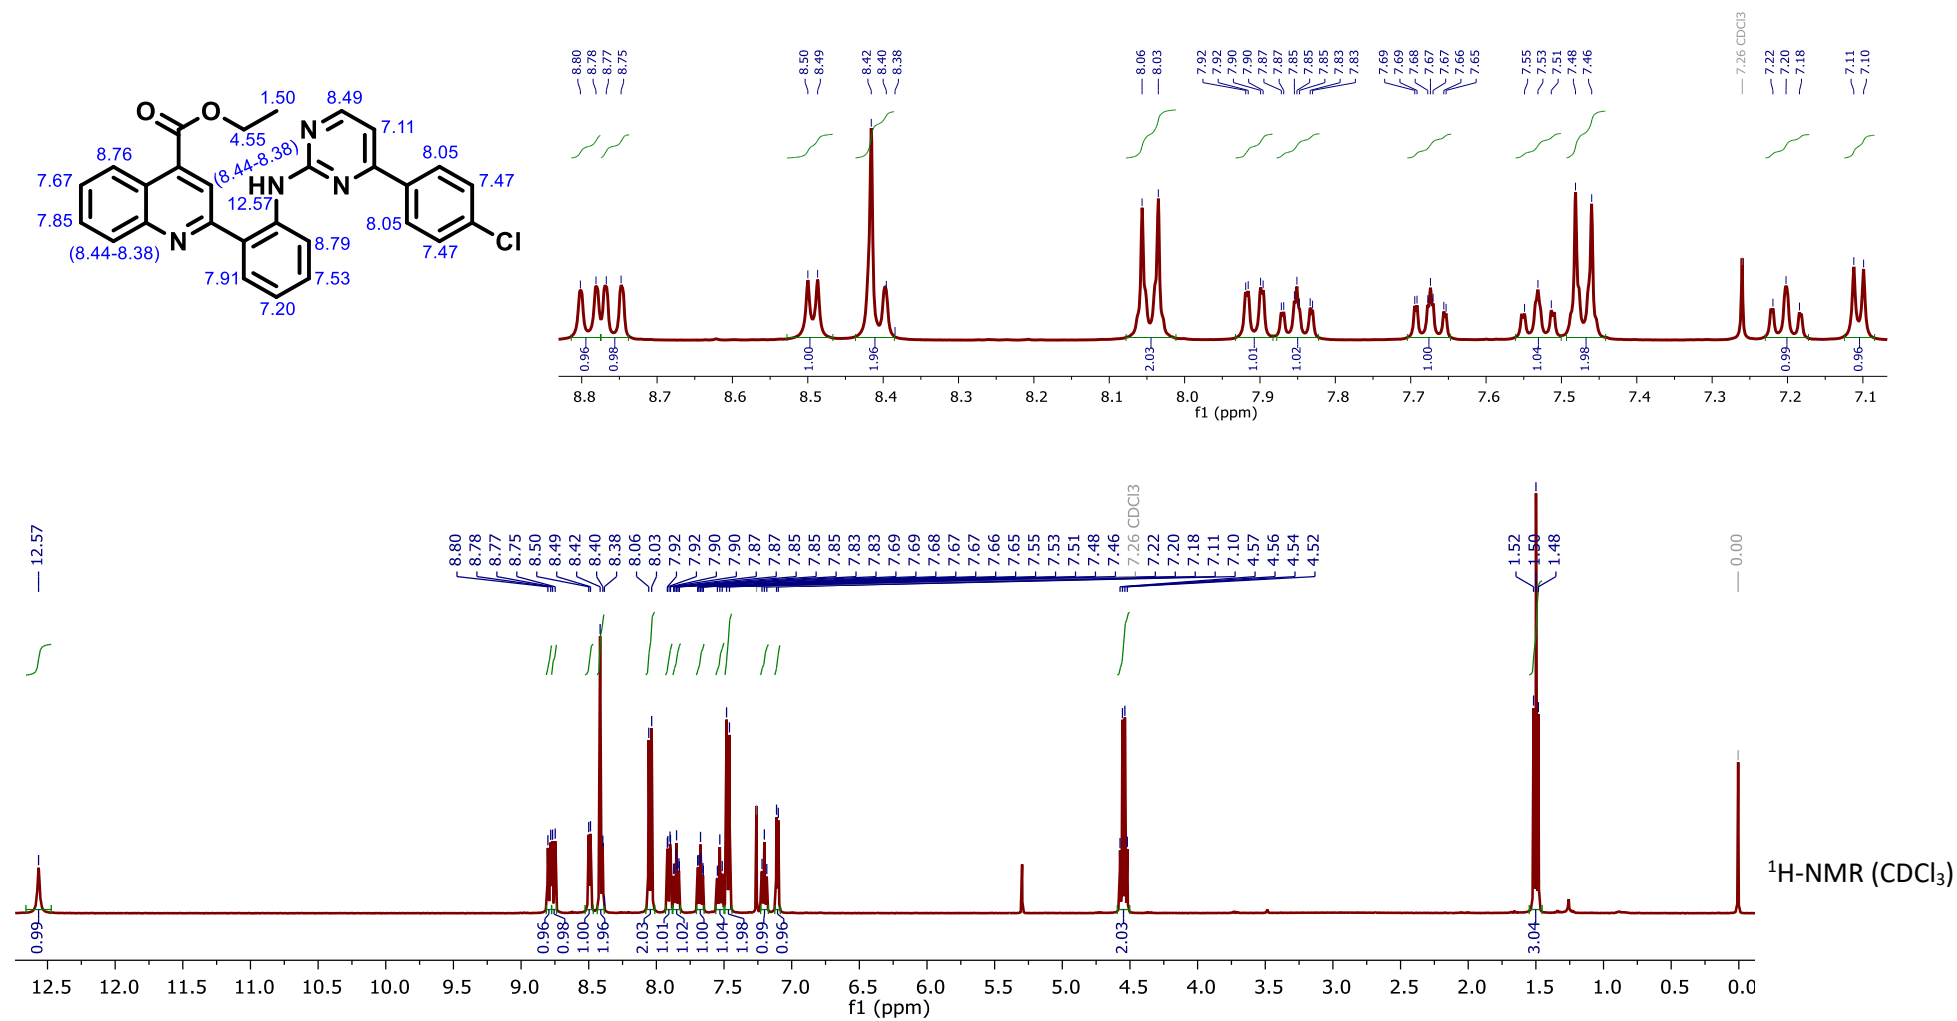 8.80 8.78 8.77 8.75 8.50 8.49 8.42 8.40 8.38 8.06 8.03 7.92 7.92 7.90 7.90 7.87 7.87 7.85 7.85 7.85 7.83 7.83 7.69 7.69 7.68 7.67 7.67 7.66 7.65 7.55 7.53 7.51 7.48 7.46 7.26 CDCl3 7.22 7.20 7.18 7.11 7.10
O O 1.50 8.49
4.55 N 7.11
8.76 (8.44-8.38) 8.05
7.67 HN N 7.47
12.57
7.85 8.05 Cl
N 8.79 7.47
(8.44-8.38)
7.91 7.53
7.20
0.96 0.98 1.00 1.96 2.03 1.01 1.02 1.00 1.04 1.98 0.99 0.96
8.8 8.7 8.6 8.5 8.4 8.3 8.2 8.1 8.0 7.9 7.8 7.7 7.6 7.5 7.4 7.3 7.2 7.1
f1 (ppm)
12.57 8.80 8.78 8.77 8.75 8.50 8.49 8.42 8.40 8.38 8.06 8.03 7.92 7.92 7.90 7.90 7.87 7.87 7.85 7.85 7.85 7.83 7.83 7.69 7.69 7.68 7.67 7.67 7.66 7.65 7.55 7.53 7.51 7.48 7.46 7.26 CDCl3 7.22 7.20 7.18 7.11 7.10 4.57 4.56 4.54 4.52 1.52 1.50 1.48 0.00
¹H-NMR (CDCl₃)
0.99 0.96 0.98 1.00 1.96 2.03 1.01 1.02 1.00 1.04 1.98 0.99 0.96 2.03 3.04
12.5 12.0 11.5 11.0 10.5 10.0 9.5 9.0 8.5 8.0 7.5 7.0 6.5 6.0 5.5 5.0 4.5 4.0 3.5 3.0 2.5 2.0 1.5 1.0 0.5 0.0
f1 (ppm)